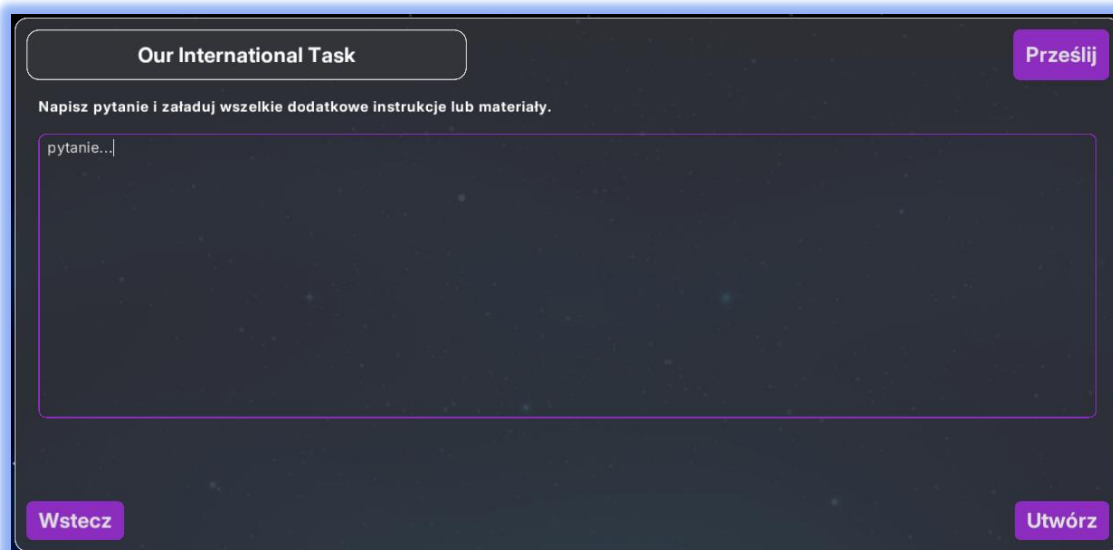 Our International Task
Prześlij
Napisz pytanie i załaduj wszelkie dodatkowe instrukcje lub materiały.
pytanie...
Wstecz
Utwórz